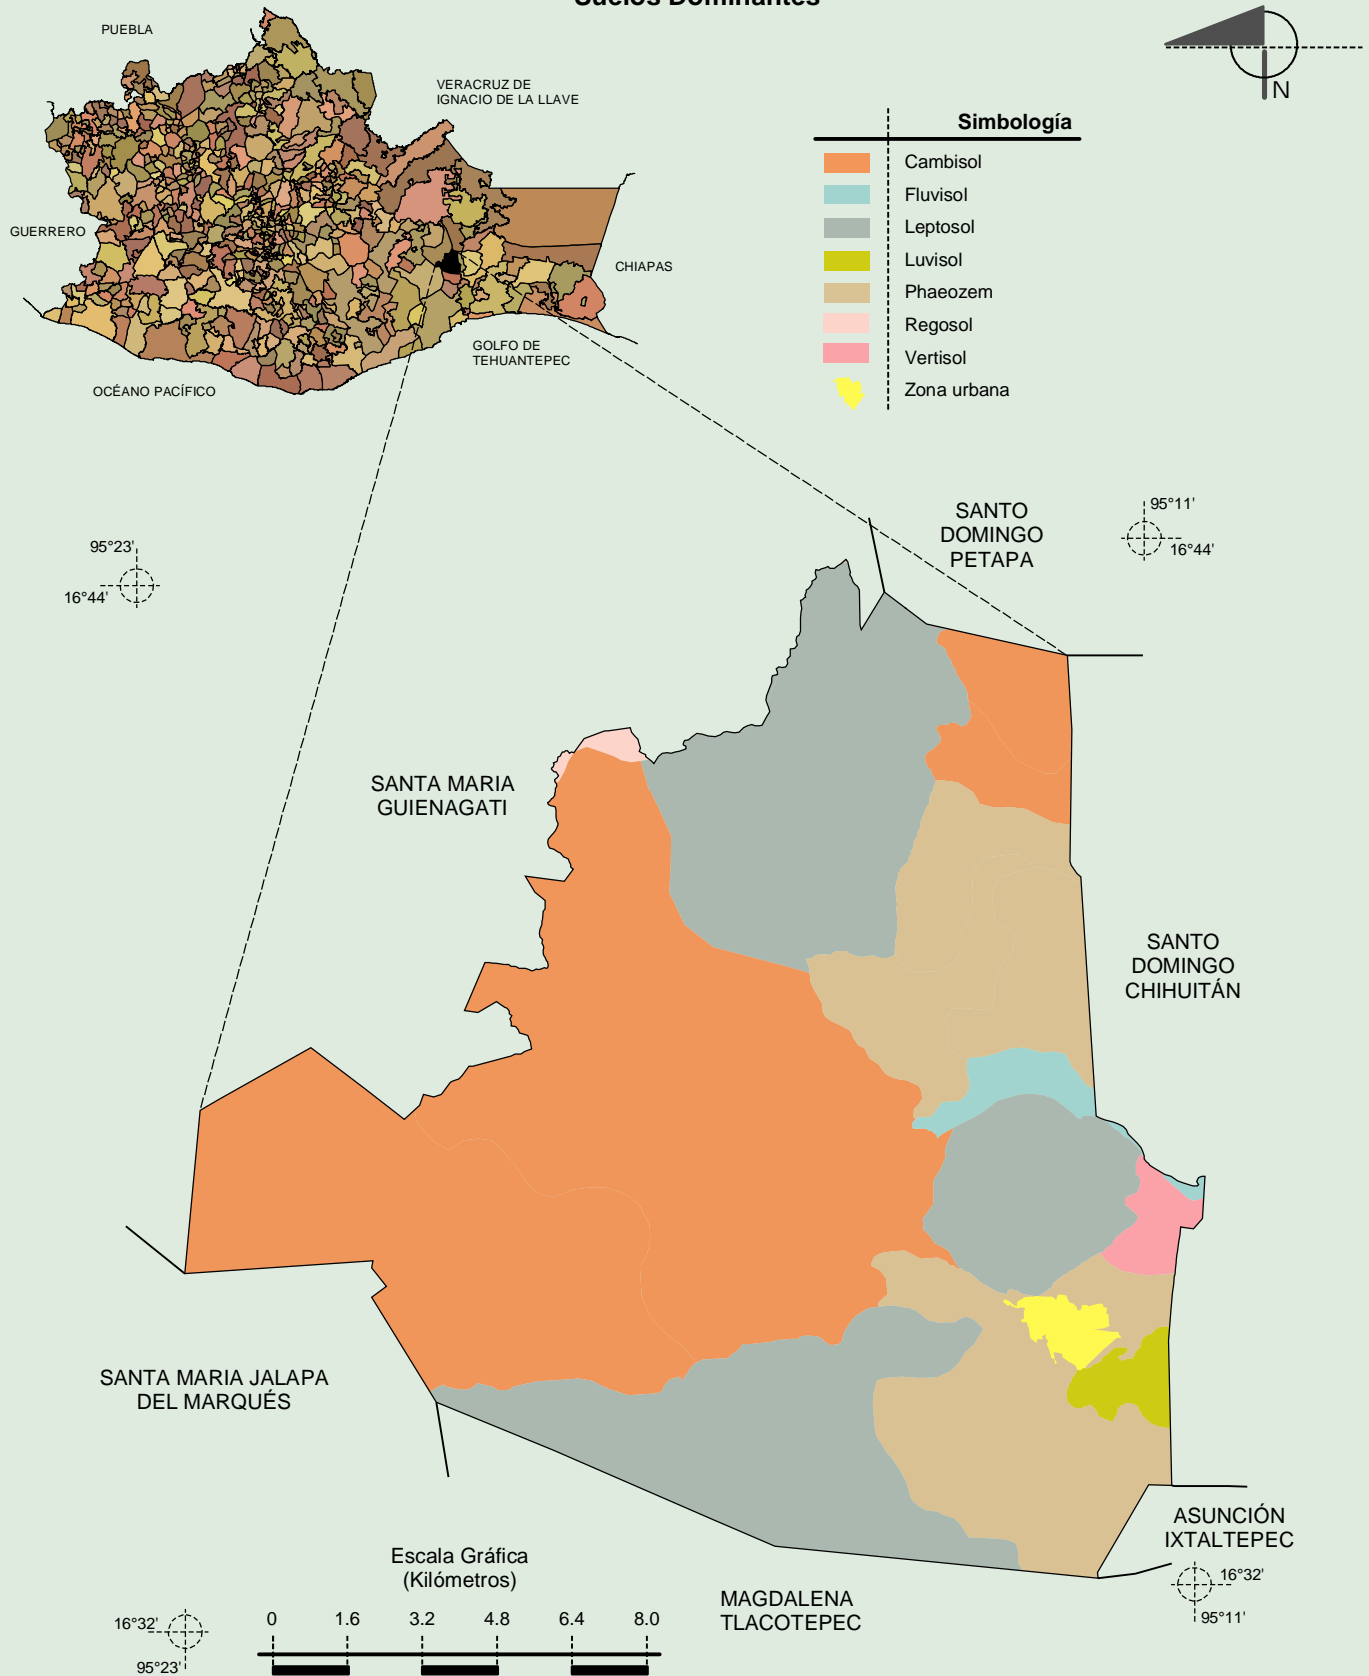 Suelos Dominantes
PUEBLA
VERACRUZ DE
IGNACIO DE LA LLAVE
GUERRERO
CHIAPAS
GOLFO DE
TEHUANTEPEC
OCÉANO PACÍFICO
N
Simbología
Cambisol
Fluvisol
Leptosol
Luvisol
Phaeozem
Regosol
Vertisol
Zona urbana
95°23'
16°44'
SANTO
DOMINGO
PETAPA
95°11'
16°44'
SANTA MARIA
GUIENAGATI
SANTO
DOMINGO
CHIHUITÁN
SANTA MARIA JALAPA
DEL MARQUÉS
ASUNCIÓN
IXTALTEPEC
16°32'
95°11'
MAGDALENA
TLACOTEPEC
Escala Gráfica
(Kilómetros)
0 1.6 3.2 4.8 6.4 8.0
16°32'
95°23'